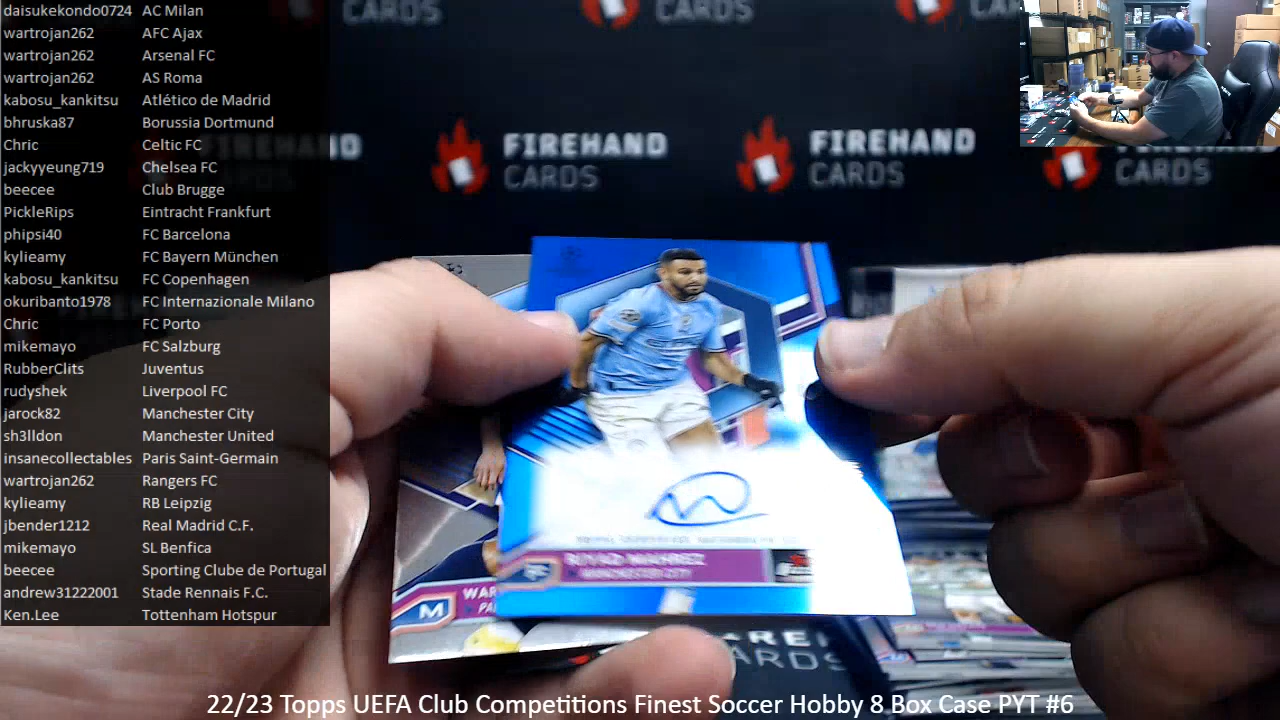 daisukekondo0724 AC Milan
wartrojan262 AFC Ajax
wartrojan262 Arsenal FC
wartrojan262 AS Roma
kabosu_kankitsu Atlético de Madrid
bhruska87 Borussia Dortmund
Chric Celtic FC
jackyyeung719 Chelsea FC
beecee Club Brugge
PickleRips Eintracht Frankfurt
phipsi40 FC Barcelona
kylieamy FC Bayern München
kabosu_kankitsu FC Copenhagen
okuribanto1978 FC Internazionale Milano
Chric FC Porto
mikemayo FC Salzburg
RubberClits Juventus
rudyshek Liverpool FC
jarock82 Manchester City
sh3lldon Manchester United
insanecollectables Paris Saint-Germain
wartrojan262 Rangers FC
kylieamy RB Leipzig
jbender1212 Real Madrid C.F.
mikemayo SL Benfica
beecee Sporting Clube de Portugal
andrew31222001 Stade Rennais F.C.
Ken.Lee Tottenham Hotspur
CARDS
CARDS
FIREHAND
CARDS
FIREHAND
CARDS
CARDS
RIYAD MAHREZ
MANCHESTER CITY
M
WAR
PA
22/23 Topps UEFA Club Competitions Finest Soccer Hobby 8 Box Case PYT #6